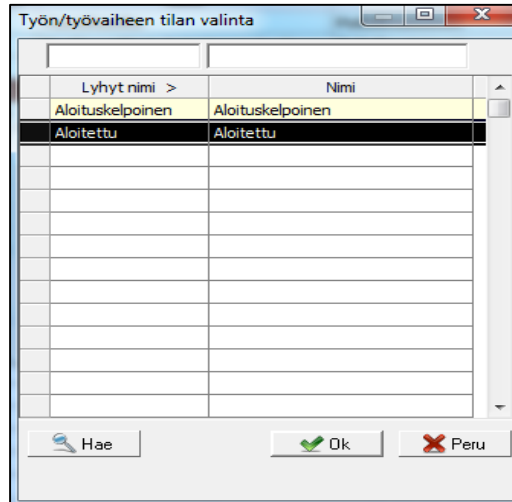 Työn/työvaiheen tilan valinta
Lyhyt nimi > Nimi
Aloituskelpoinen Aloituskelpoinen
Aloitettu Aloitettu
Hae Ok Peru